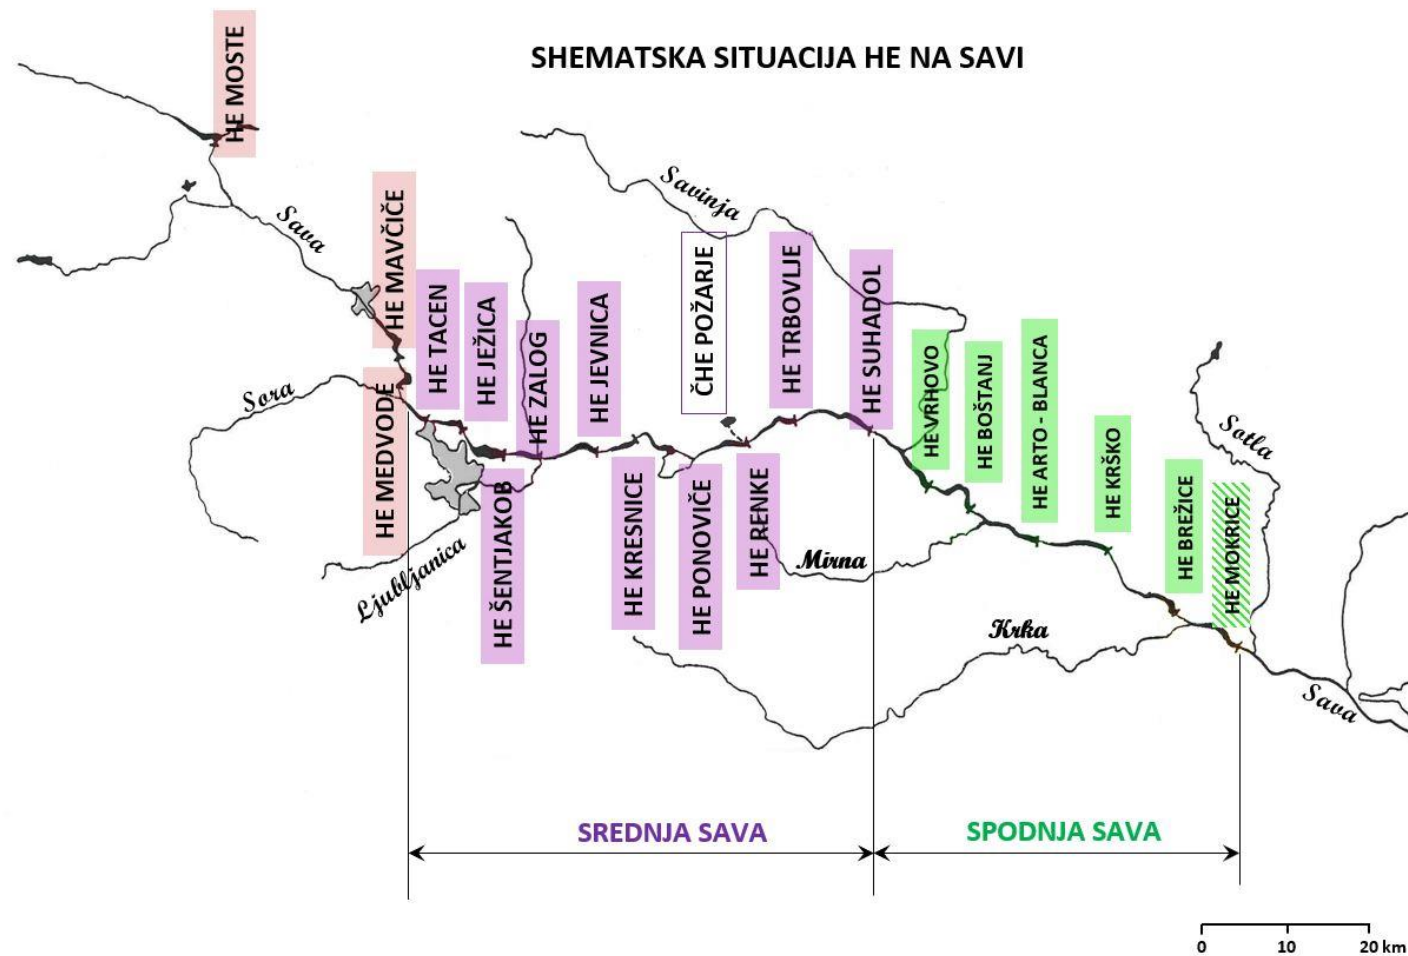 SHEMATSKA SITUACIJA HE NA SAVI
HE MOSTE
Sava
HE MAVČIČE
HE MEDVODE
Sora
HE TACEN
HE JEŽICA
HE ŠENTJAKOB
Ljubljanica
HE ZALOG
HE JEVNICA
HE KRESNICE
HE PONOVIČE
ČHE POŽARJE
HE RENKE
HE TRBOVLJE
Savinja
HE SUHADOL
HE VRHOVO
HE BOŠTANJ
Mirna
HE ARTO - BLANCA
HE KRŠKO
HE BREŽICE
Krka
HE MOKRICE
Sotla
Sava
SREDNJA SAVA
SPODNJA SAVA
0 10 20 km